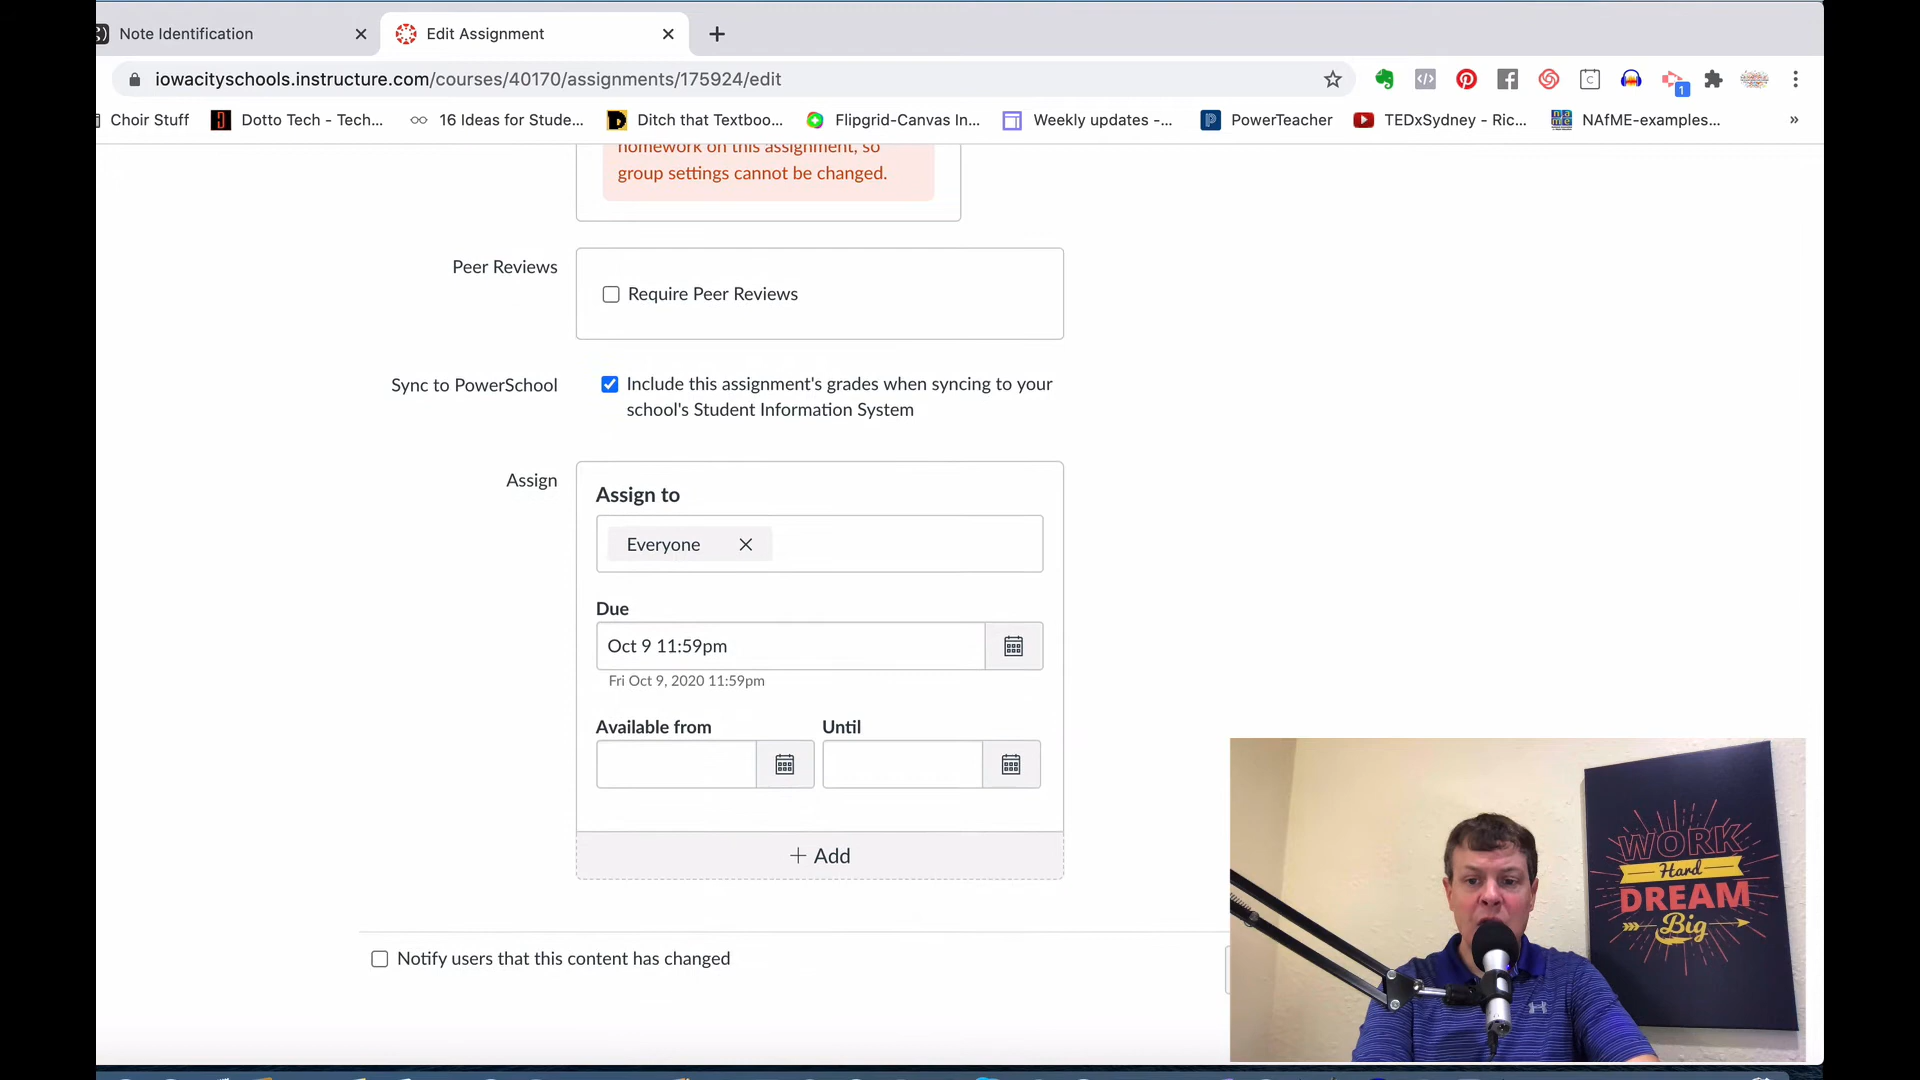 Note Identification
Edit Assignment
iowacityschools.instructure.com/courses/40170/assignments/175924/edit
1
Choir Stuff
Dotto Tech - Tech...
16 Ideas for Stude...
Ditch that Textboo...
Flipgrid-Canvas In...
Weekly updates -...
PowerTeacher
TEDxSydney - Ric...
NAfME-examples...
»
homework on this assignment, so
group settings cannot be changed.
Peer Reviews
Require Peer Reviews
Sync to PowerSchool
Include this assignment's grades when syncing to your
school's Student Information System
Assign
Assign to
Everyone
Due
Oct 9 11:59pm
Fri Oct 9, 2020 11:59pm
Available from
Until
+ Add
Notify users that this content has changed
WORK
Hard
DREAM
Big